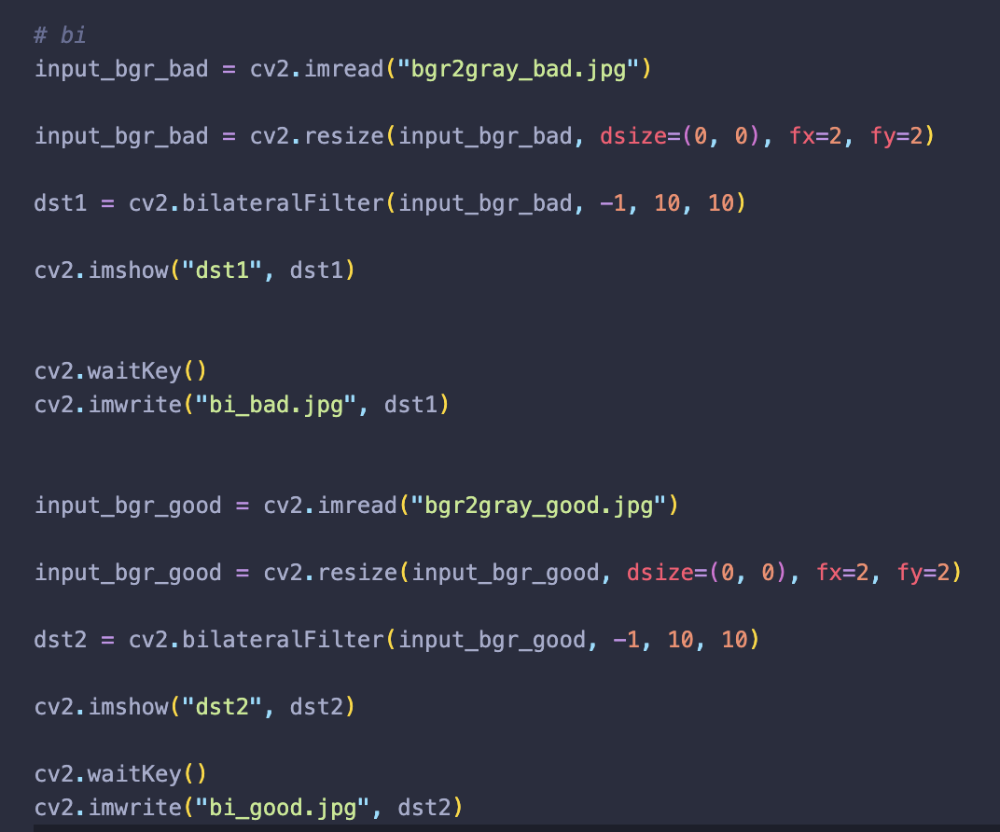 # bi
input_bgr_bad = cv2.imread("bgr2gray_bad.jpg")
input_bgr_bad = cv2.resize(input_bgr_bad, dsize=(0, 0), fx=2, fy=2)
dst1 = cv2.bilateralFilter(input_bgr_bad, -1, 10, 10)
cv2.imshow("dst1", dst1)
cv2.waitKey()
cv2.imwrite("bi_bad.jpg", dst1)
input_bgr_good = cv2.imread("bgr2gray_good.jpg")
input_bgr_good = cv2.resize(input_bgr_good, dsize=(0, 0), fx=2, fy=2)
dst2 = cv2.bilateralFilter(input_bgr_good, -1, 10, 10)
cv2.imshow("dst2", dst2)
cv2.waitKey()
cv2.imwrite("bi_good.jpg", dst2)